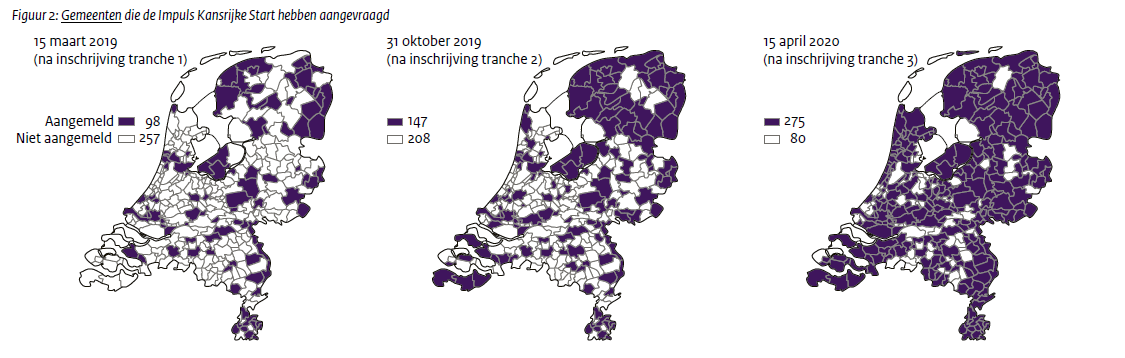 Figuur 2: Gemeenten die de Impuls Kansrijke Start hebben aangevraagd
15 maart 2019
(na inschrijving tranche 1)
Aangemeld 98
Niet aangemeld 257
31 oktober 2019
(na inschrijving tranche 2)
147
208
15 april 2020
(na inschrijving tranche 3)
275
80